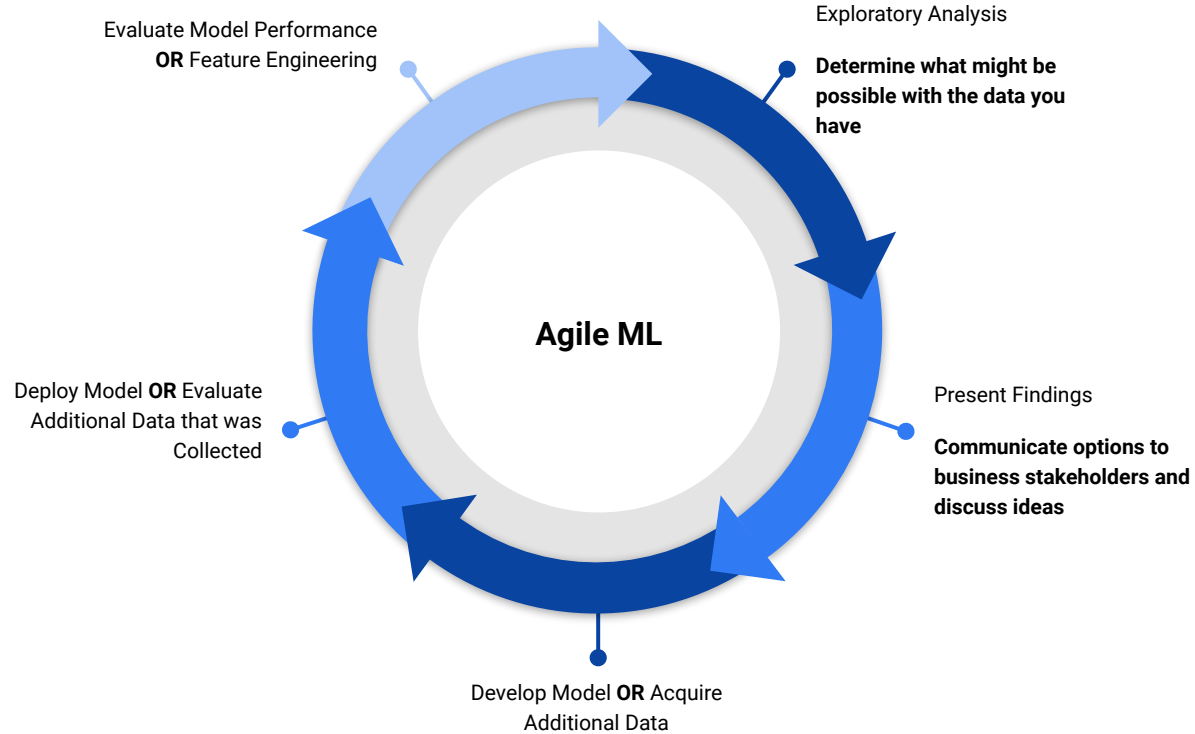 Evaluate Model Performance
OR Feature Engineering
Exploratory Analysis
Determine what might be
possible with the data you
have
Agile ML
Deploy Model OR Evaluate
Additional Data that was
Collected
Present Findings
Communicate options to
business stakeholders and
discuss ideas
Develop Model OR Acquire
Additional Data